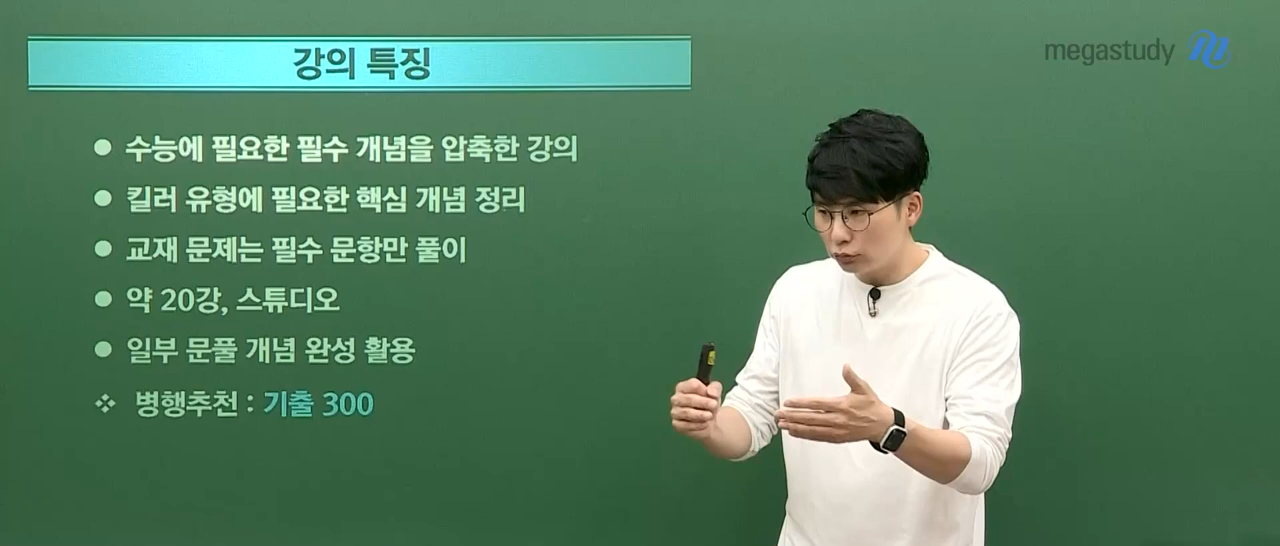 강의 특징
megastudy
수능에 필요한 필수 개념을 압축한 강의
킬러 유형에 필요한 핵심 개념 정리
교재 문제는 필수 문항만 풀이
약 20강, 스튜디오
일부 문풀 개념 완성 활용
병행추천 : 기출 300